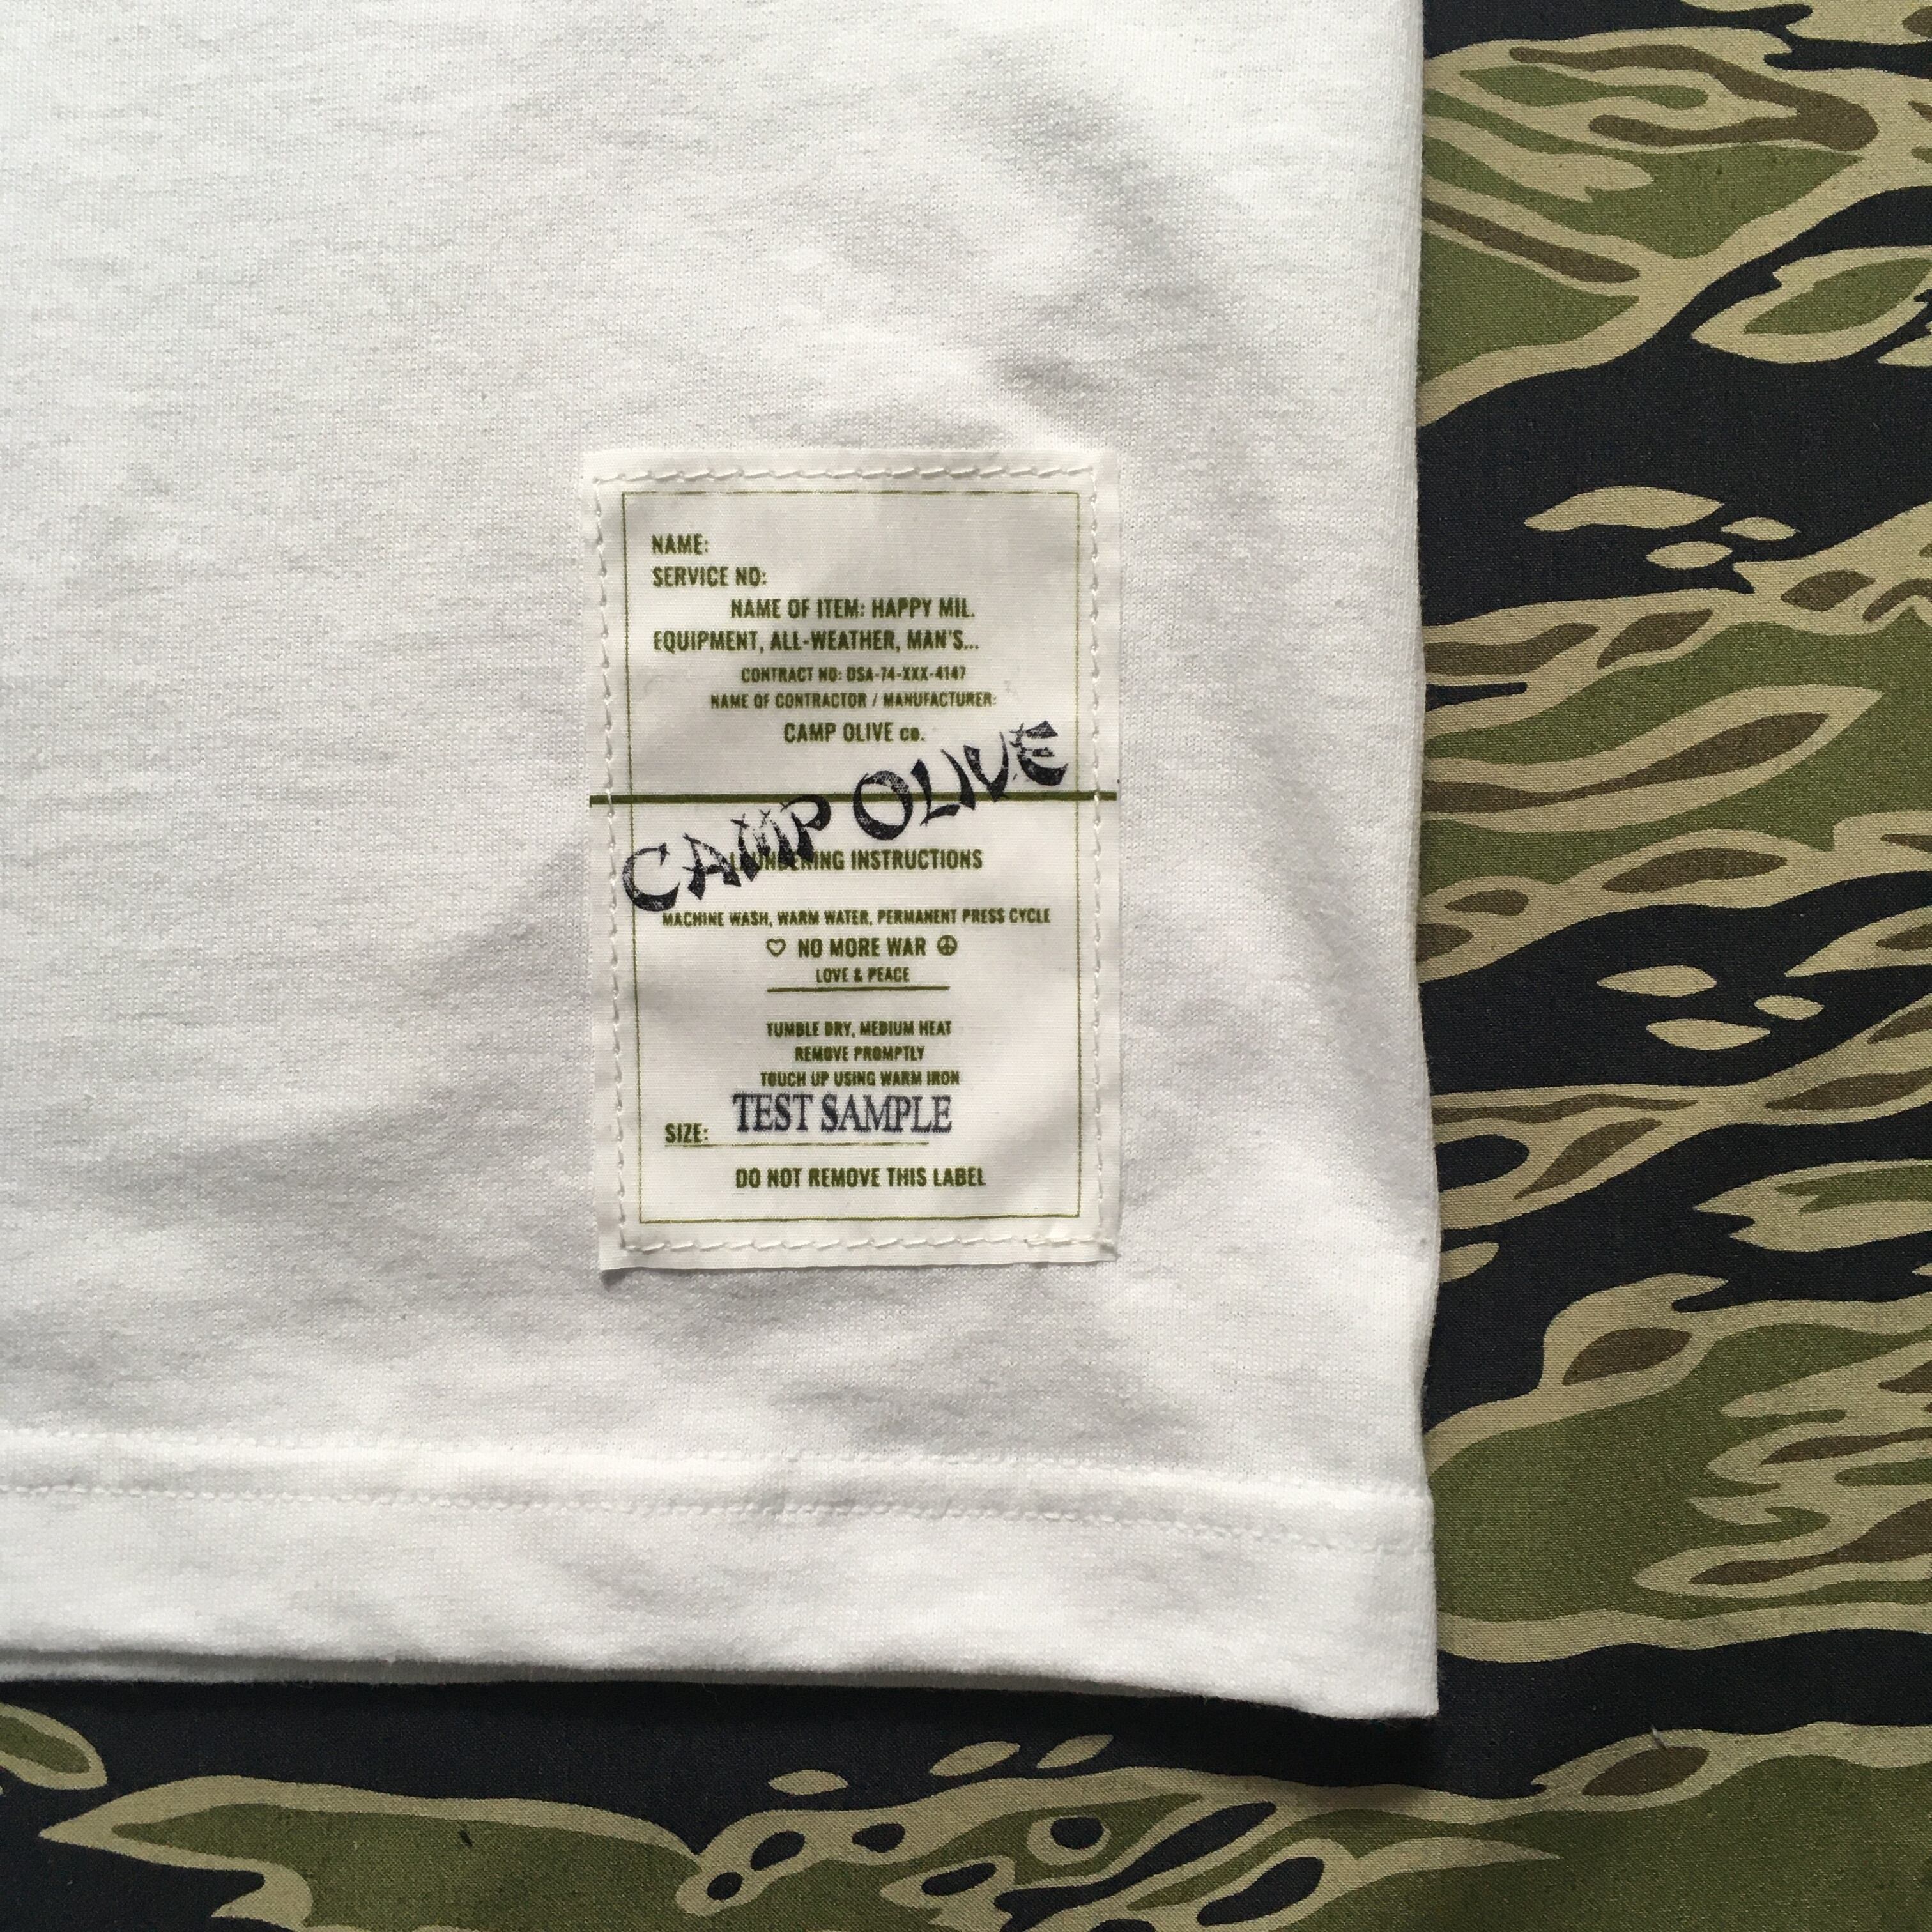 NAME:
SERVICE NO:
NAME OF ITEM: HAPPY MIL.
EQUIPMENT, ALL-WEATHER, MAN'S...
CONTRACT NO: DSA-74-XXX-4147
NAME OF CONTRACTOR / MANUFACTURER:
CAMP OLIVE co.
CAMP OLIVE
LAUNDERING INSTRUCTIONS
MACHINE WASH, WARM WATER, PERMANENT PRESS CYCLE
♡ NO MORE WAR ☮
LOVE & PEACE
TUMBLE DRY, MEDIUM HEAT
REMOVE PROMPTLY
TOUCH UP USING WARM IRON
SIZE: TEST SAMPLE
DO NOT REMOVE THIS LABEL